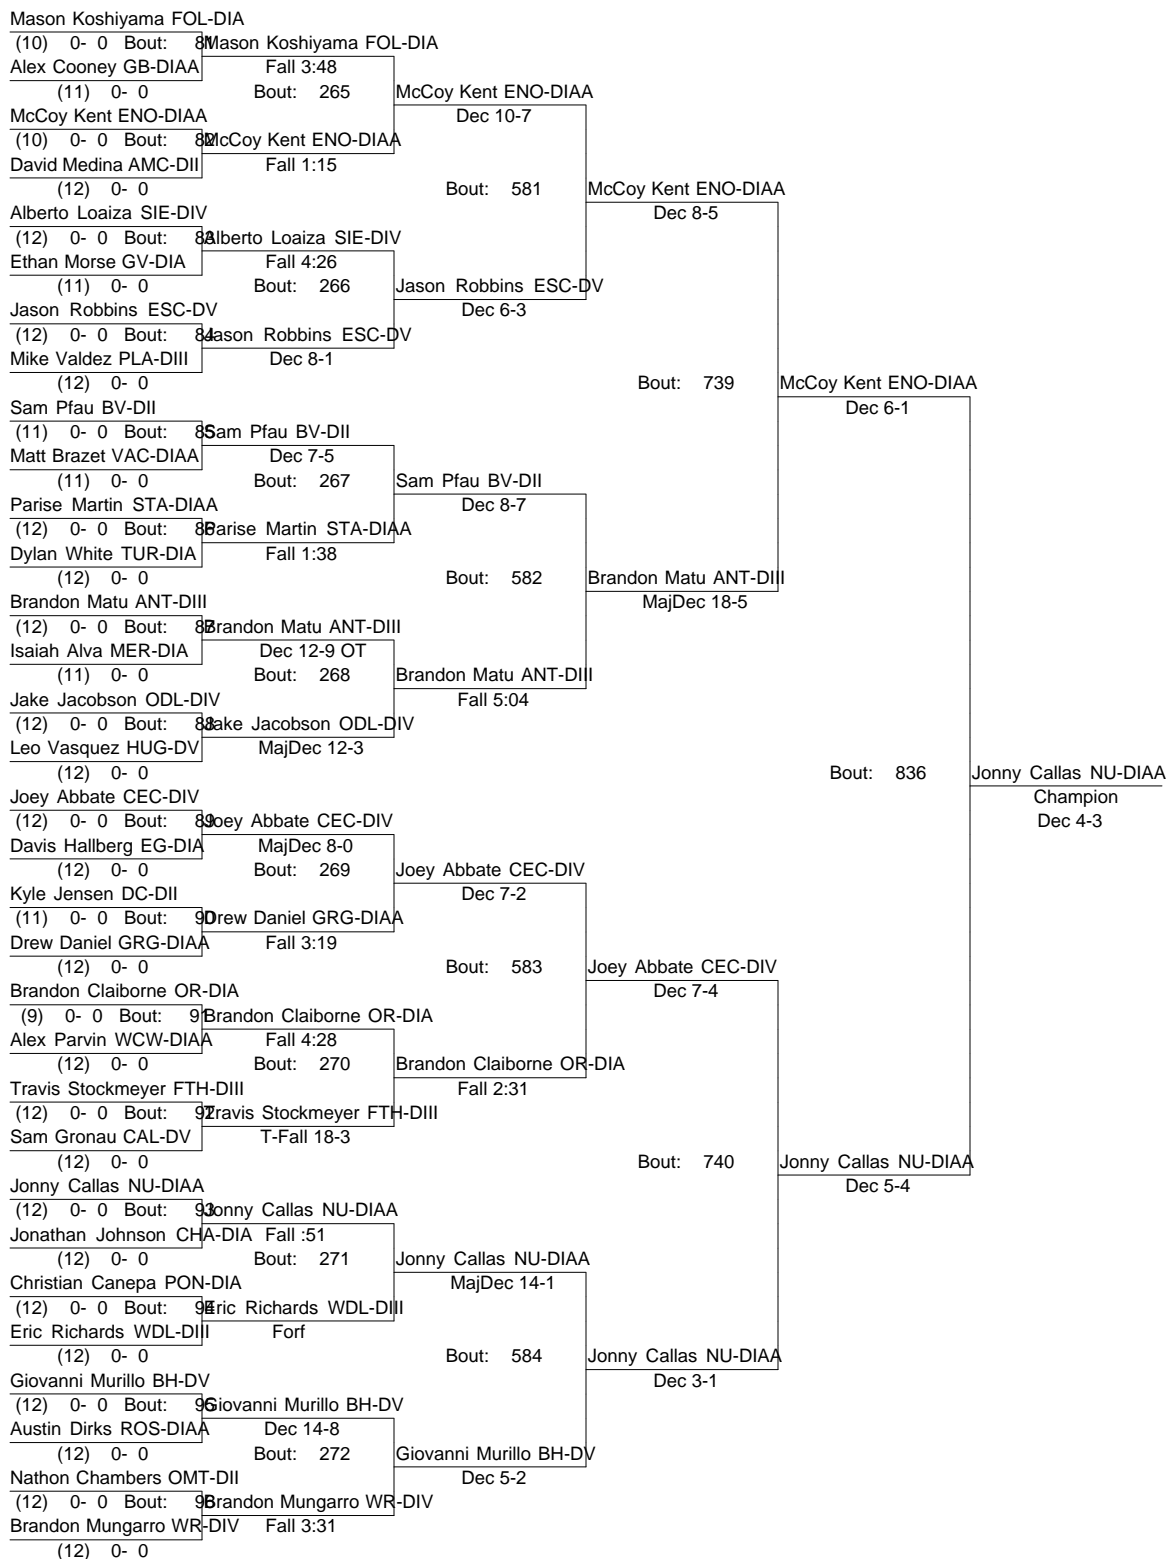 Mason Koshiyama FOL-DIA
(10) 0- 0 Bout: 81 Mason Koshiyama FOL-DIA
Alex Cooney GB-DIAA Fall 3:48
(11) 0- 0 Bout: 265 McCoy Kent ENO-DIAA
McCoy Kent ENO-DIAA Dec 10-7
(10) 0- 0 Bout: 82 McCoy Kent ENO-DIAA
David Medina AMC-DII Fall 1:15
(12) 0- 0 Bout: 581 McCoy Kent ENO-DIAA
Alberto Loaiza SIE-DIV Dec 8-5
(12) 0- 0 Bout: 83 Alberto Loaiza SIE-DIV
Ethan Morse GV-DIA Fall 4:26
(11) 0- 0 Bout: 266 Jason Robbins ESC-DV
Jason Robbins ESC-DV Dec 6-3
(12) 0- 0 Bout: 84 Jason Robbins ESC-DV
Mike Valdez PLA-DIII Dec 8-1
(12) 0- 0 Bout: 739 McCoy Kent ENO-DIAA
Sam Pfau BV-DII Dec 6-1
(11) 0- 0 Bout: 85 Sam Pfau BV-DII
Matt Brazet VAC-DIAA Dec 7-5
(11) 0- 0 Bout: 267 Sam Pfau BV-DII
Parise Martin STA-DIAA Dec 8-7
(12) 0- 0 Bout: 86 Parise Martin STA-DIAA
Dylan White TUR-DIA Fall 1:38
(12) 0- 0 Bout: 582 Brandon Matu ANT-DIII
Brandon Matu ANT-DIII MajDec 18-5
(12) 0- 0 Bout: 87 Brandon Matu ANT-DIII
Isaiah Alva MER-DIA Dec 12-9 OT
(11) 0- 0 Bout: 268 Brandon Matu ANT-DIII
Jake Jacobson ODL-DIV Fall 5:04
(12) 0- 0 Bout: 88 Jake Jacobson ODL-DIV
Leo Vasquez HUG-DV MajDec 12-3
(12) 0- 0 Bout: 836 Jonny Callas NU-DIAA
Joey Abbate CEC-DIV Champion
(12) 0- 0 Bout: 89 Joey Abbate CEC-DIV Dec 4-3
Davis Hallberg EG-DIA MajDec 8-0
(12) 0- 0 Bout: 269 Joey Abbate CEC-DIV
Kyle Jensen DC-DII Dec 7-2
(11) 0- 0 Bout: 90 Drew Daniel GRG-DIAA
Drew Daniel GRG-DIAA Fall 3:19
(12) 0- 0 Bout: 583 Joey Abbate CEC-DIV
Brandon Claiborne OR-DIA Dec 7-4
(9) 0- 0 Bout: 91 Brandon Claiborne OR-DIA
Alex Parvin WCW-DIAA Fall 4:28
(12) 0- 0 Bout: 270 Brandon Claiborne OR-DIA
Travis Stockmeyer FTH-DIII Fall 2:31
(12) 0- 0 Bout: 92 Travis Stockmeyer FTH-DIII
Sam Gronau CAL-DV T-Fall 18-3
(12) 0- 0 Bout: 740 Jonny Callas NU-DIAA
Jonny Callas NU-DIAA Dec 5-4
(12) 0- 0 Bout: 93 Jonny Callas NU-DIAA
Jonathan Johnson CHA-DIA Fall :51
(12) 0- 0 Bout: 271 Jonny Callas NU-DIAA
Christian Canepa PON-DIA MajDec 14-1
(12) 0- 0 Bout: 94 Eric Richards WDL-DIII
Eric Richards WDL-DIII Forf
(12) 0- 0 Bout: 584 Jonny Callas NU-DIAA
Giovanni Murillo BH-DV Dec 3-1
(12) 0- 0 Bout: 95 Giovanni Murillo BH-DV
Austin Dirks ROS-DIAA Dec 14-8
(12) 0- 0 Bout: 272 Giovanni Murillo BH-DV
Nathon Chambers OMT-DII Dec 5-2
(12) 0- 0 Bout: 96 Brandon Mungarro WR-DIV
Brandon Mungarro WR-DIV Fall 3:31
(12) 0- 0